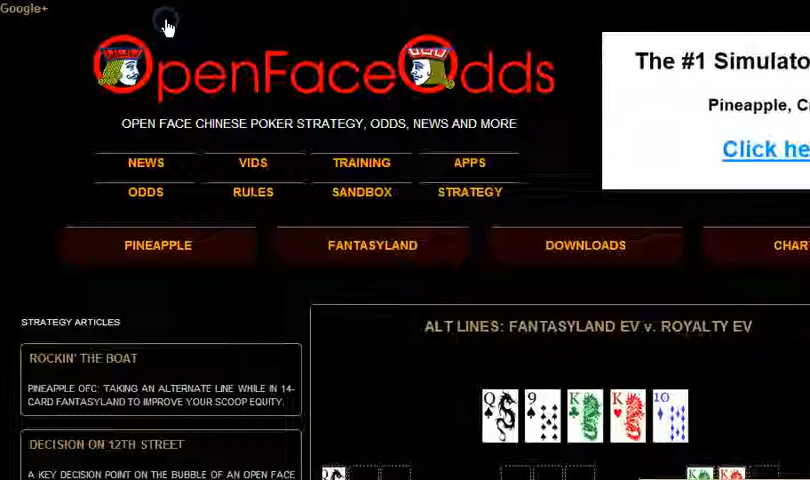 Google+
OpenFaceOdds
The #1 Simulato
OPEN FACE CHINESE POKER STRATEGY, ODDS, NEWS AND MORE
Pineapple, C
Click he
NEWS VIDS TRAINING APPS
ODDS RULES SANDBOX STRATEGY
PINEAPPLE FANTASYLAND DOWNLOADS CHAR
STRATEGY ARTICLES
ALT LINES: FANTASYLAND EV v. ROYALTY EV
ROCKIN' THE BOAT
PINEAPPLE OFC: TAKING AN ALTERNATE LINE WHILE IN 14-
CARD FANTASYLAND TO IMPROVE YOUR SCOOP EQUITY.
Q 9 K K 10
DECISION ON 12TH STREET
A KEY DECISION POINT ON THE BUBBLE OF AN OPEN FACE
Q K K